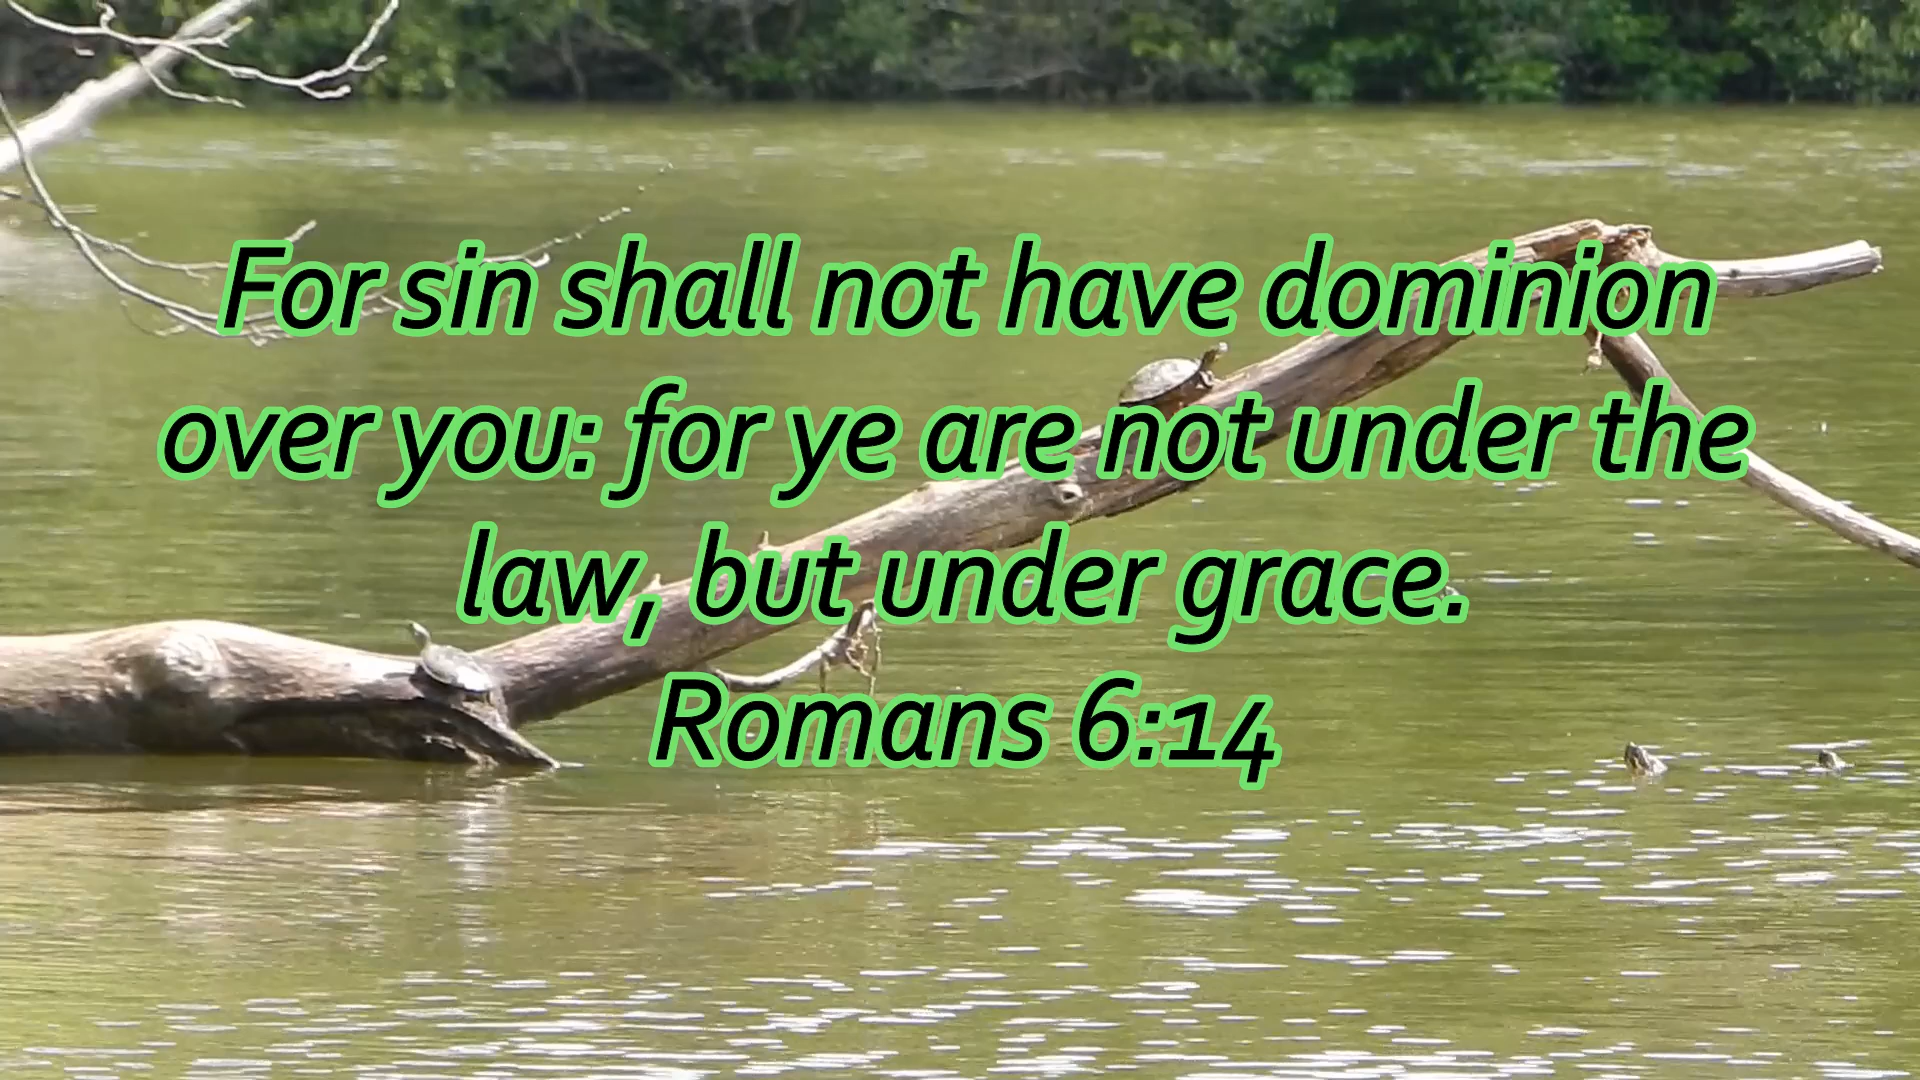 For sin shall not have dominion
over you: for ye are not under the
law, but under grace.
Romans 6:14